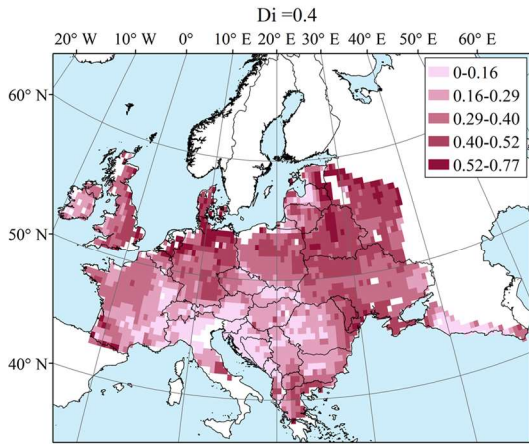 Di =0.4
20° W 10° W 0° 10° E 20° E 30° E 40° E 50° E 60° E
0-0.16
60° N
0.16-0.29
0.29-0.40
0.40-0.52
0.52-0.77
50° N
40° N